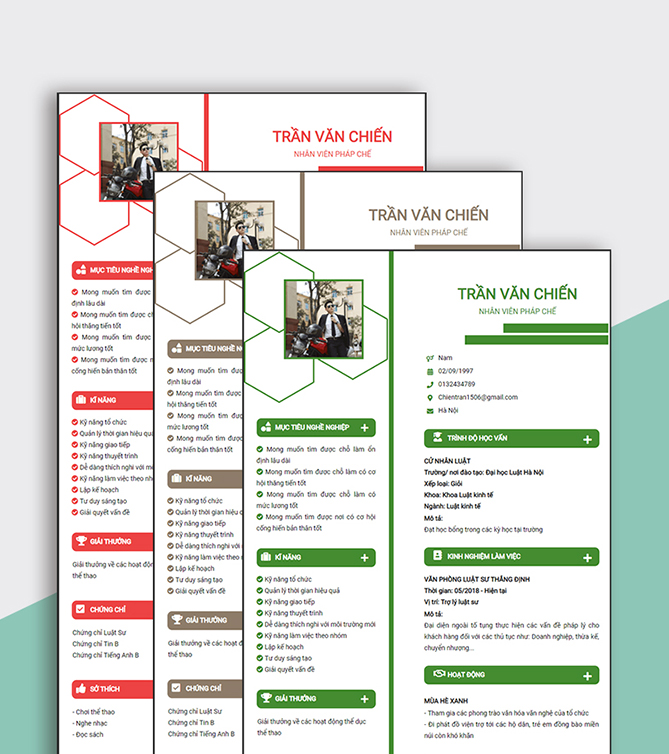 TRẦN VĂN CHIẾN
NHÂN VIÊN PHÁP CHẾ
MỤC TIÊU NGHỀ NGH
Mong muốn tìm được
định lâu dài
Mong muốn tìm được
hội thăng tiến tốt
Mong muốn tìm được
mức lương tốt
Mong muốn tìm được
cống hiến bản thân tốt
KĨ NĂNG
Kỹ năng tổ chức
Quản lý thời gian hiệu quả
Kỹ năng giao tiếp
Kỹ năng thuyết trình
Dễ dàng thích nghi với mô
Kỹ năng làm việc theo nhó
Lập kế hoạch
Tư duy sáng tạo
Giải quyết vấn đề
GIẢI THƯỞNG
Giải thưởng về các hoạt động
thể thao
CHỨNG CHỈ
Chứng chỉ Luật Sư
Chứng chỉ Tin B
Chứng chỉ Tiếng Anh B
SỞ THÍCH
- Chơi thể thao
- Nghe nhạc
- Đọc sách
TRẦN VĂN CHIẾN
NHÂN VIÊN PHÁP CHẾ
MỤC TIÊU NGHỀ N
Mong muốn tìm được
định lâu dài
Mong muốn tìm được
hội thăng tiến tốt
Mong muốn tìm được
mức lương tốt
Mong muốn tìm được
cống hiến bản thân tốt
KĨ NĂNG
Kỹ năng tổ chức
Quản lý thời gian hiệu quả
Kỹ năng giao tiếp
Kỹ năng thuyết trình
Dễ dàng thích nghi với
Kỹ năng làm việc theo
Lập kế hoạch
Tư duy sáng tạo
Giải quyết vấn đề
GIẢI THƯỞNG
Giải thưởng về các hoạt đ
thể thao
CHỨNG CHỈ
Chứng chỉ Luật Sư
Chứng chỉ Tin B
Chứng chỉ Tiếng Anh B
TRẦN VĂN CHIẾN
NHÂN VIÊN PHÁP CHẾ
Nam
02/09/1997
0132434789
Chientran1506@gmail.com
Hà Nội
MỤC TIÊU NGHỀ NGHIỆP
Mong muốn tìm được chỗ làm ổn
định lâu dài
Mong muốn tìm được chỗ làm có cơ
hội thăng tiến tốt
Mong muốn tìm được chỗ làm có
mức lương tốt
Mong muốn tìm được nơi có cơ hội
cống hiến bản thân tốt
KĨ NĂNG
Kỹ năng tổ chức
Quản lý thời gian hiệu quả
Kỹ năng giao tiếp
Kỹ năng thuyết trình
Dễ dàng thích nghi với môi trường mới
Kỹ năng làm việc theo nhóm
Lập kế hoạch
Tư duy sáng tạo
Giải quyết vấn đề
GIẢI THƯỞNG
Giải thưởng về các hoạt động thể dục
thể thao
TRÌNH ĐỘ HỌC VẤN
CỬ NHÂN LUẬT
Trường/ nơi đào tạo: Đại học Luật Hà Nội
Xếp loại: Giỏi
Khoa: Khoa Luật kinh tế
Ngành: Luật kinh tế
Mô tả:
Đạt học bổng trong các kỳ học tại trường
KINH NGHIỆM LÀM VIỆC
VĂN PHÒNG LUẬT SƯ THẮNG ĐỊNH
Thời gian: 05/2018 - Hiện tại
Vị trí: Trợ lý luật sư
Mô tả:
Đại diện ngoài tố tụng thực hiện các vấn đề pháp lý cho
khách hàng đối với các thủ tục như: Doanh nghiệp, thừa kế,
chuyển nhượng...
HOẠT ĐỘNG
MÙA HÈ XANH
- Tham gia các phong trào văn hóa văn nghệ của tổ chức
- Đi phát đồ viện trợ tới các hộ dân, trẻ em đồng bào miền
núi còn khó khăn